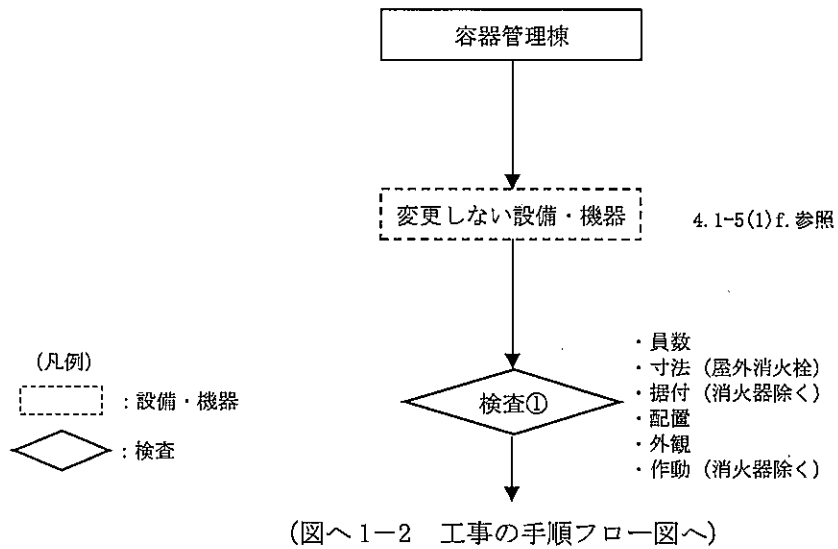 容器管理棟
変更しない設備・機器
4.1-5(1)f.参照
・員数
・寸法（屋外消火栓）
・据付（消火器除く）
・配置
・外観
・作動（消火器除く）
検査①
(凡例)
：設備・機器
：検査
(図へ1－2　工事の手順フロー図へ)